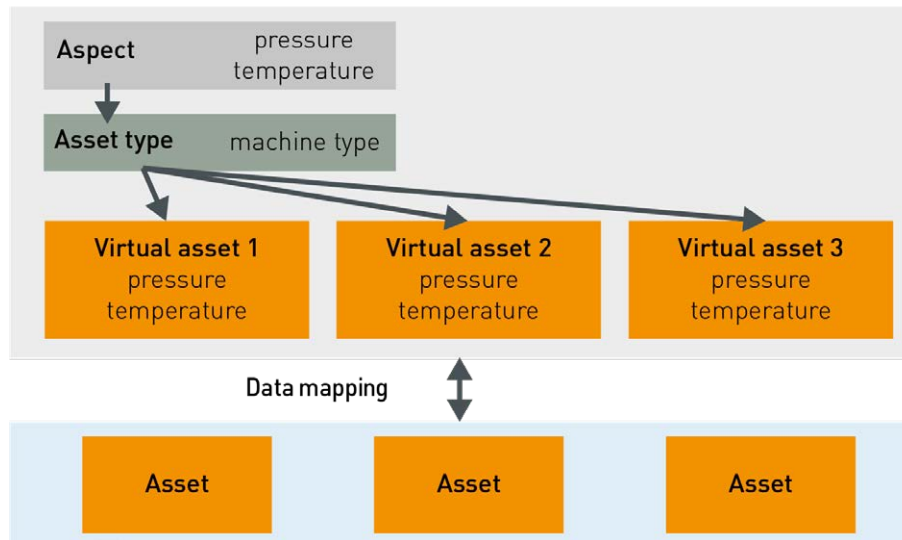 Aspect
pressure
temperature
Asset type
machine type
Virtual asset 1
pressure
temperature
Virtual asset 2
pressure
temperature
Virtual asset 3
pressure
temperature
Data mapping
Asset
Asset
Asset